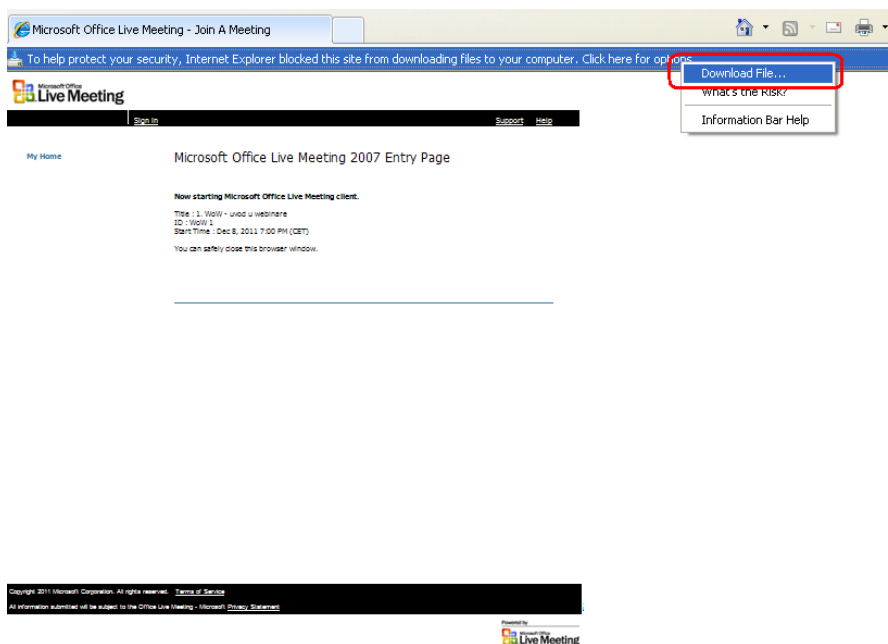 Microsoft Office Live Meeting - Join A Meeting
To help protect your security, Internet Explorer blocked this site from downloading files to your computer. Click here for options...
Download File...
What's the Risk?
Information Bar Help
Microsoft Office
Live Meeting
Sign In
Support Help
My Home
Microsoft Office Live Meeting 2007 Entry Page
Now starting Microsoft Office Live Meeting client.
Title : 1. WoW - uvod u webinare
ID : WoW 1
Start Time : Dec 8, 2011 7:00 PM (CET)
You can safely close this browser window.
Copyright 2011 Microsoft Corporation. All rights reserved. Terms of Service
All information submitted will be subject to the Office Live Meeting - Microsoft Privacy Statement
Powered by
Microsoft Office
Live Meeting